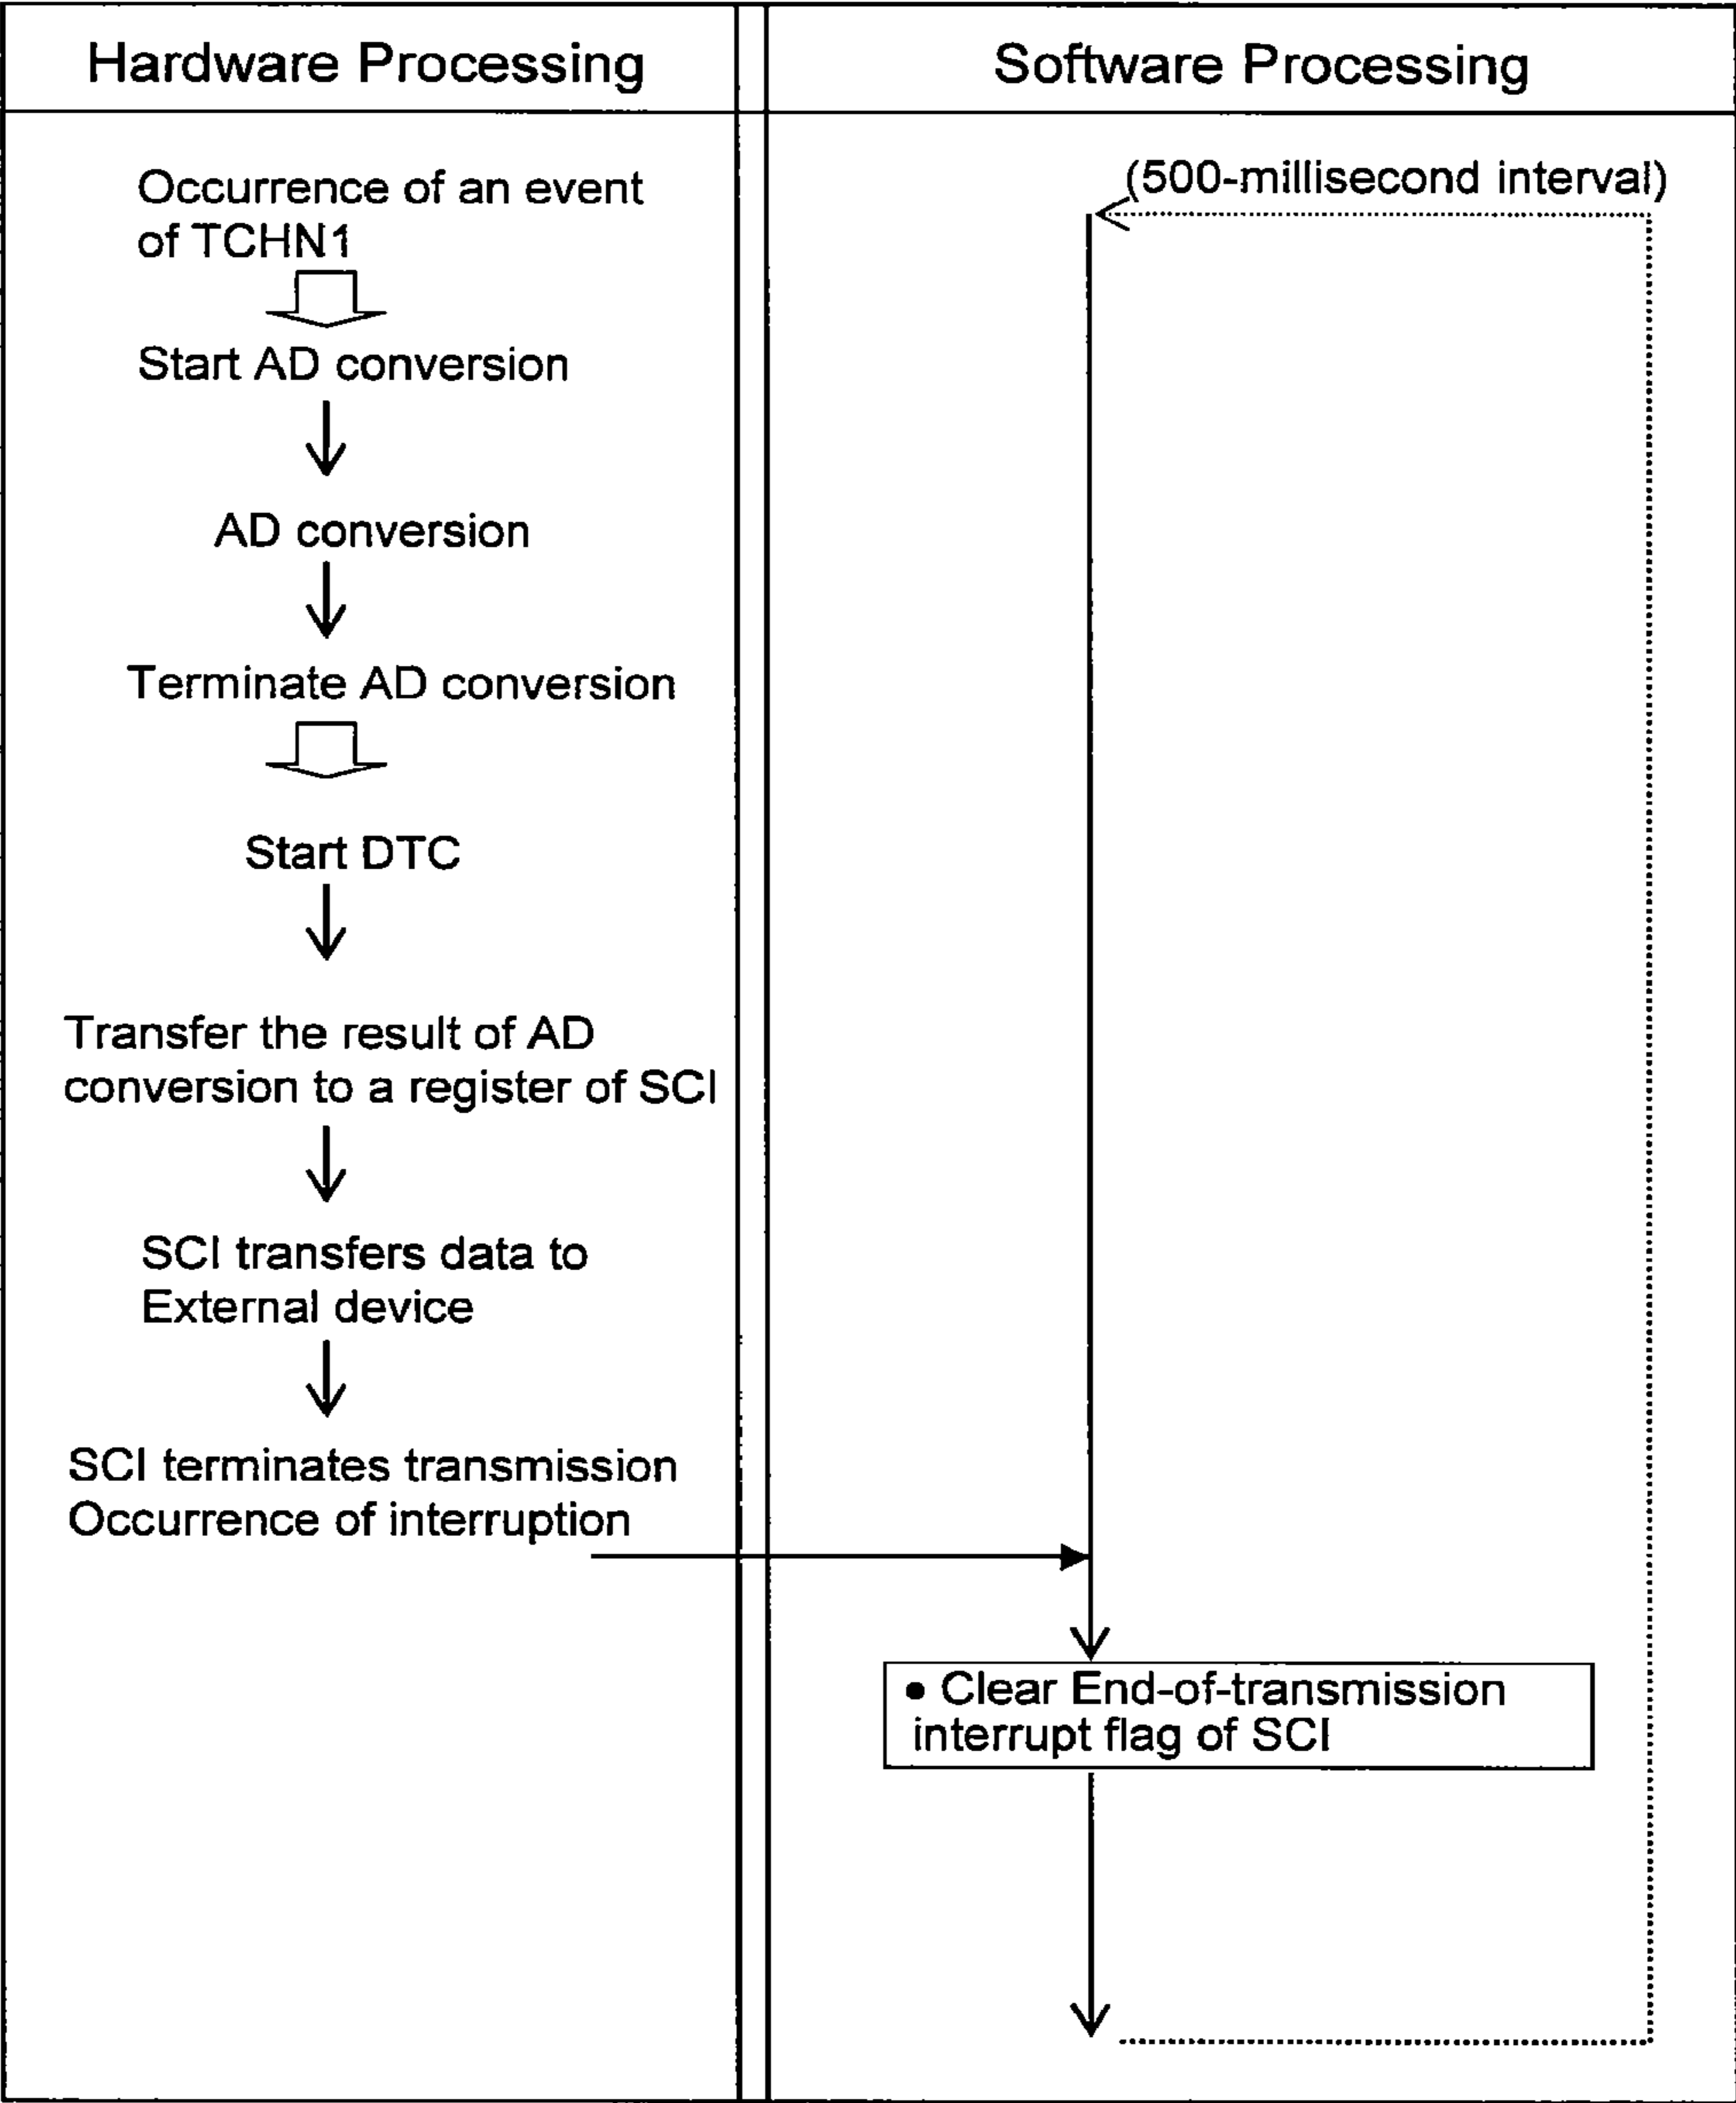 Hardware Processing
Software Processing
Occurrence of an event
of TCHN1
Start AD conversion
AD conversion
Terminate AD conversion
Start DTC
Transfer the result of AD
conversion to a register of SCI
SCI transfers data to
External device
SCI terminates transmission
Occurrence of interruption
(500-millisecond interval)
• Clear End-of-transmission
interrupt flag of SCI